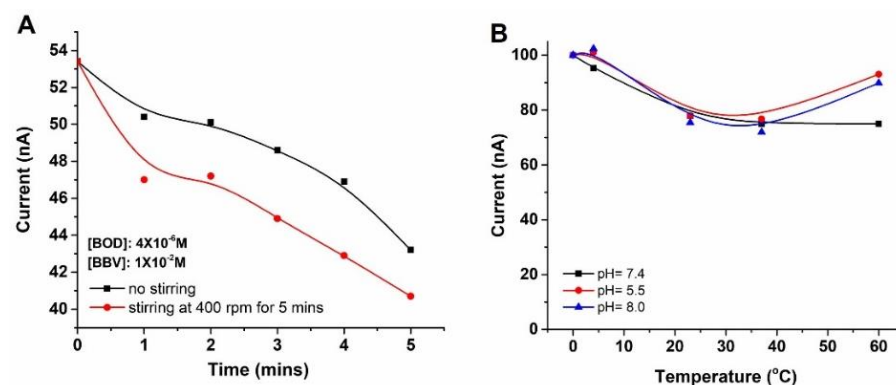 A
Current (nA)
54
52
50
48
46
44
42
40
[BOD]: 4X10⁻⁶M
[BBV]: 1X10⁻²M
no stirring
stirring at 400 rpm for 5 mins
0 1 2 3 4 5
Time (mins)
B
Current (nA)
100
80
60
40
20
0
pH= 7.4
pH= 5.5
pH= 8.0
0 10 20 30 40 50 60
Temperature (°C)